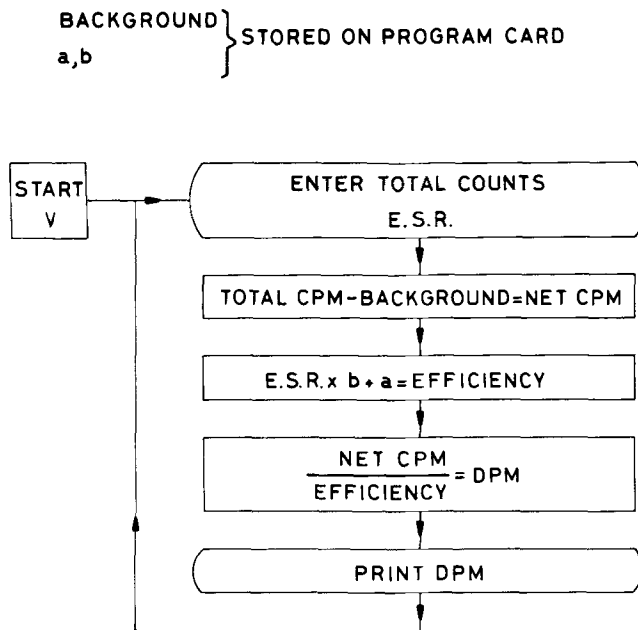 BACKGROUND
a,b
} STORED ON PROGRAM CARD
START
V
ENTER TOTAL COUNTS
E.S.R.
TOTAL CPM-BACKGROUND=NET CPM
E.S.R. x b + a = EFFICIENCY
NET CPM
EFFICIENCY
= DPM
PRINT DPM